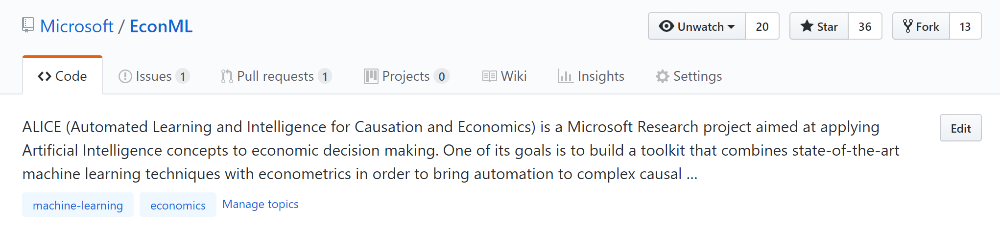 Microsoft / EconML
Unwatch 20 Star 36 Fork 13
Code Issues 1 Pull requests 1 Projects 0 Wiki Insights Settings
ALICE (Automated Learning and Intelligence for Causation and Economics) is a Microsoft Research project aimed at applying
Artificial Intelligence concepts to economic decision making. One of its goals is to build a toolkit that combines state-of-the-art
machine learning techniques with econometrics in order to bring automation to complex causal ...
Edit
machine-learning economics Manage topics